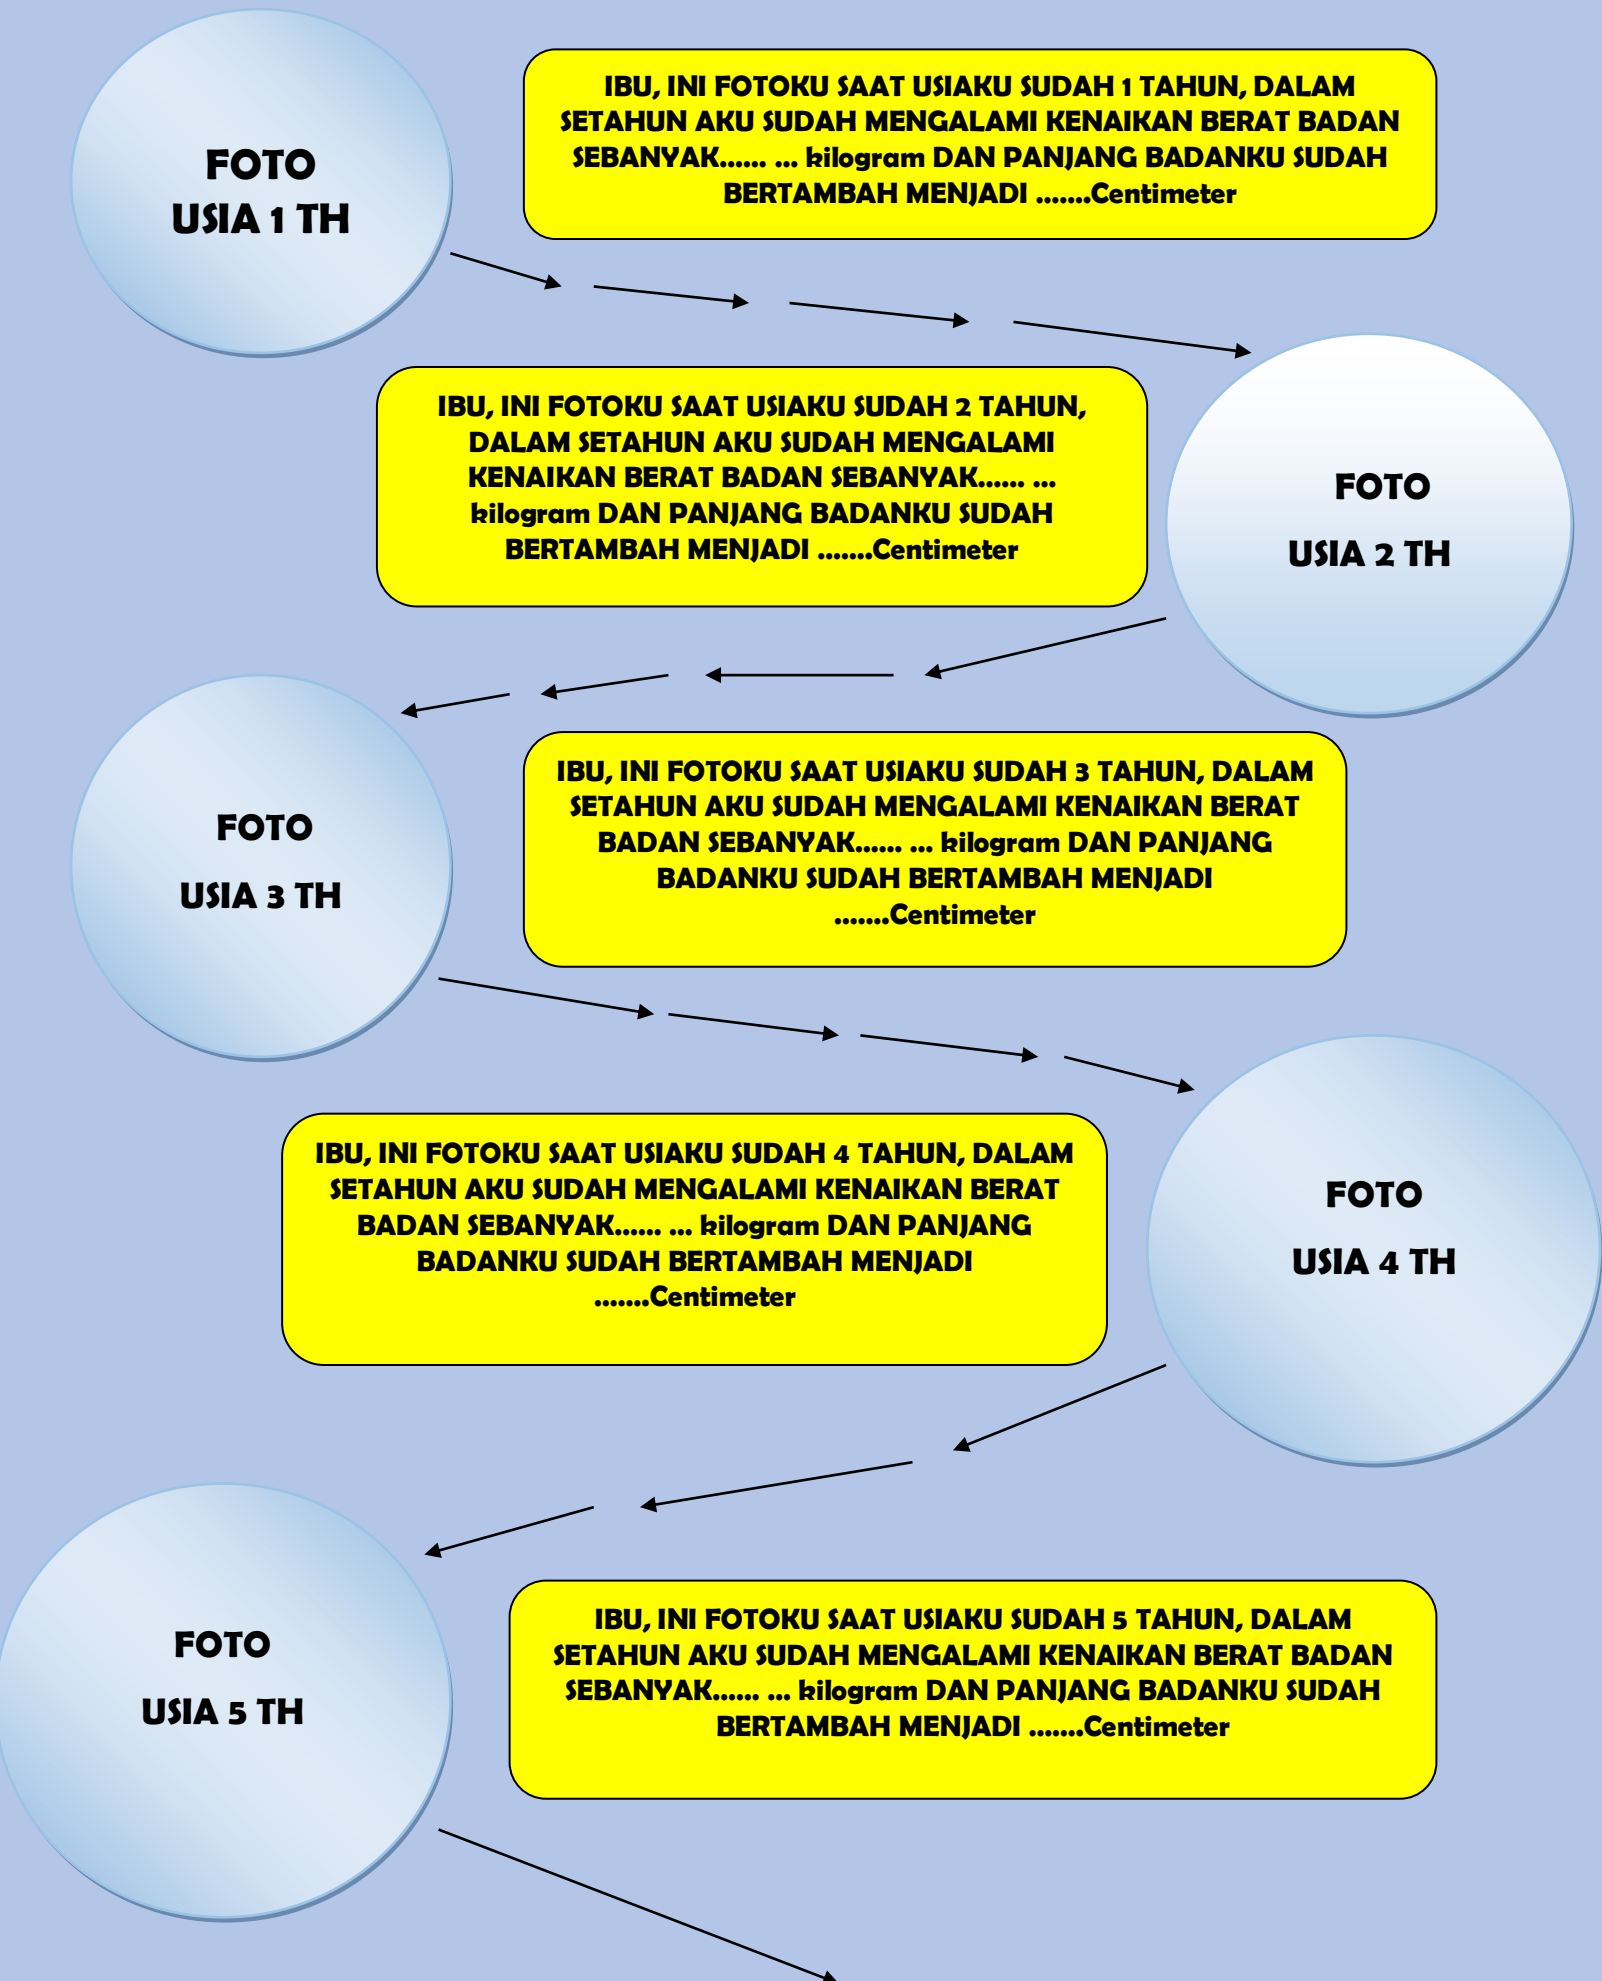 FOTO
USIA 1 TH
IBU, INI FOTOKU SAAT USIAKU SUDAH 1 TAHUN, DALAM
SETAHUN AKU SUDAH MENGALAMI KENAIKAN BERAT BADAN
SEBANYAK...... ... kilogram DAN PANJANG BADANKU SUDAH
BERTAMBAH MENJADI .......Centimeter
IBU, INI FOTOKU SAAT USIAKU SUDAH 2 TAHUN,
DALAM SETAHUN AKU SUDAH MENGALAMI
KENAIKAN BERAT BADAN SEBANYAK...... ...
kilogram DAN PANJANG BADANKU SUDAH
BERTAMBAH MENJADI .......Centimeter
FOTO
USIA 2 TH
FOTO
USIA 3 TH
IBU, INI FOTOKU SAAT USIAKU SUDAH 3 TAHUN, DALAM
SETAHUN AKU SUDAH MENGALAMI KENAIKAN BERAT
BADAN SEBANYAK...... ... kilogram DAN PANJANG
BADANKU SUDAH BERTAMBAH MENJADI
.......Centimeter
IBU, INI FOTOKU SAAT USIAKU SUDAH 4 TAHUN, DALAM
SETAHUN AKU SUDAH MENGALAMI KENAIKAN BERAT
BADAN SEBANYAK...... ... kilogram DAN PANJANG
BADANKU SUDAH BERTAMBAH MENJADI
.......Centimeter
FOTO
USIA 4 TH
FOTO
USIA 5 TH
IBU, INI FOTOKU SAAT USIAKU SUDAH 5 TAHUN, DALAM
SETAHUN AKU SUDAH MENGALAMI KENAIKAN BERAT BADAN
SEBANYAK...... ... kilogram DAN PANJANG BADANKU SUDAH
BERTAMBAH MENJADI .......Centimeter